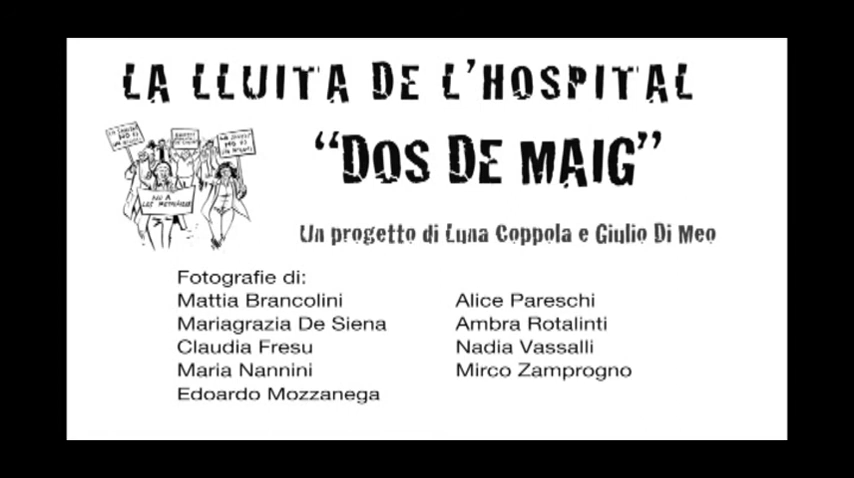 LA LLUITA DE L'HOSPITAL
"DOS DE MAIG"
NO A
Un progetto di Luna Coppola e Giulio Di Meo
Fotografie di:
Mattia Brancolini
Mariagrazia De Siena
Claudia Fresu
Maria Nannini
Edoardo Mozzanega
Alice Pareschi
Ambra Rotalinti
Nadia Vassalli
Mirco Zamprogno